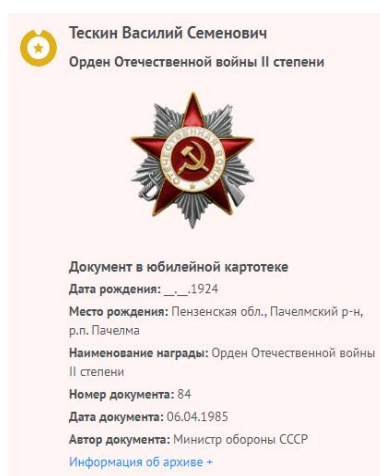 Тескин Василий Семенович
Орден Отечественной войны II степени
ОТЕЧЕСТВЕННАЯ ВОЙНА
Документ в юбилейной картотеке
Дата рождения: __.__.1924
Место рождения: Пензенская обл., Пачелмский р-н,
р.п. Пачелма
Наименование награды: Орден Отечественной войны
II степени
Номер документа: 84
Дата документа: 06.04.1985
Автор документа: Министр обороны СССР
Информация об архиве +